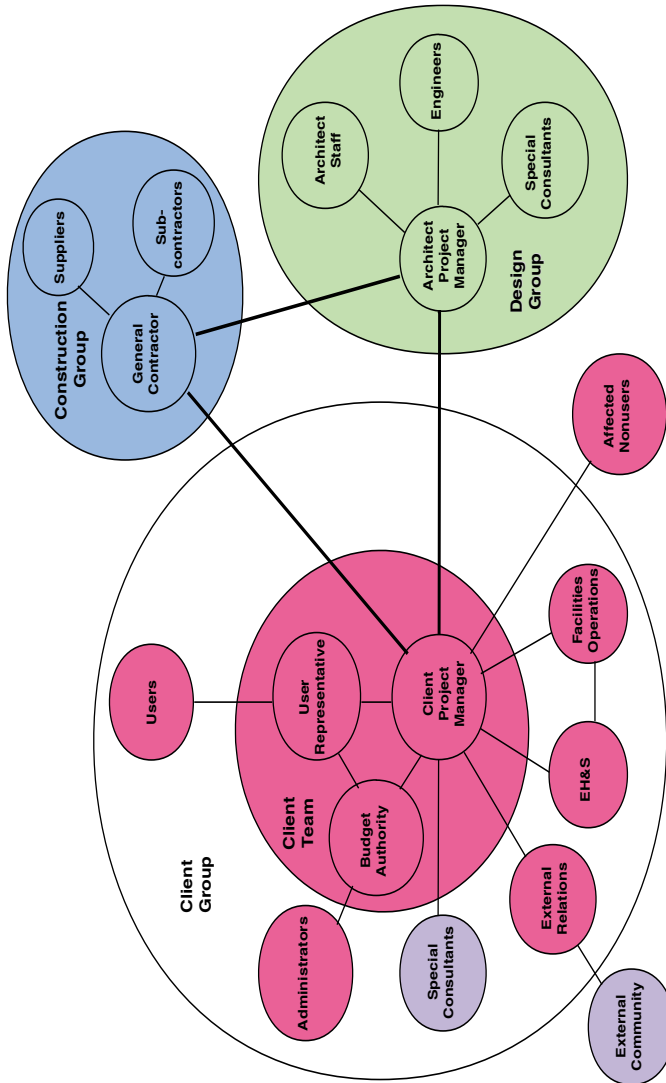 Construction
Group
Suppliers
Sub-
contractors
General
Contractor
Client
Group
Users
Client
Team
User
Representative
Budget
Authority
Client
Project
Manager
Administrators
Special
Consultants
External
Relations
External
Community
EH&S
Facilities
Operations
Affected
Nonusers
Architect
Staff
Engineers
Special
Consultants
Architect
Project
Manager
Design
Group